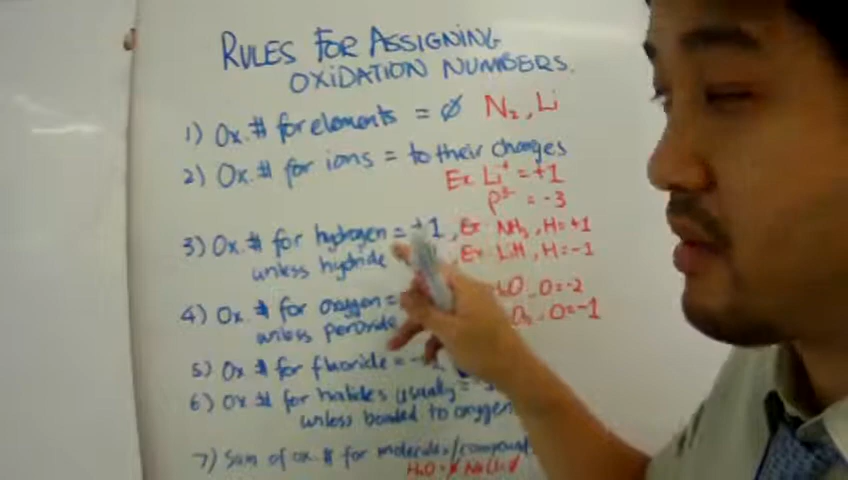 RULES FOR ASSIGNING
OXIDATION NUMBERS.
1) Ox. # for elements = ∅ N₂, Li
2) Ox. # for ions = to their changes
Ex Li⁺ = +1
P³⁻ = -3
3) Ox. # for hydrogen = +1, Ex NH₃, H=+1
unless hydride Ex LiH, H=-1
4) Ox. # for oxygen= O, O=-2
unless peroxide O=-1
5) Ox # for fluoride =
6) Ox # for halides usually =
unless bonded to oxygen
7) Sum of ox. # for molecules/compound
H₂O =